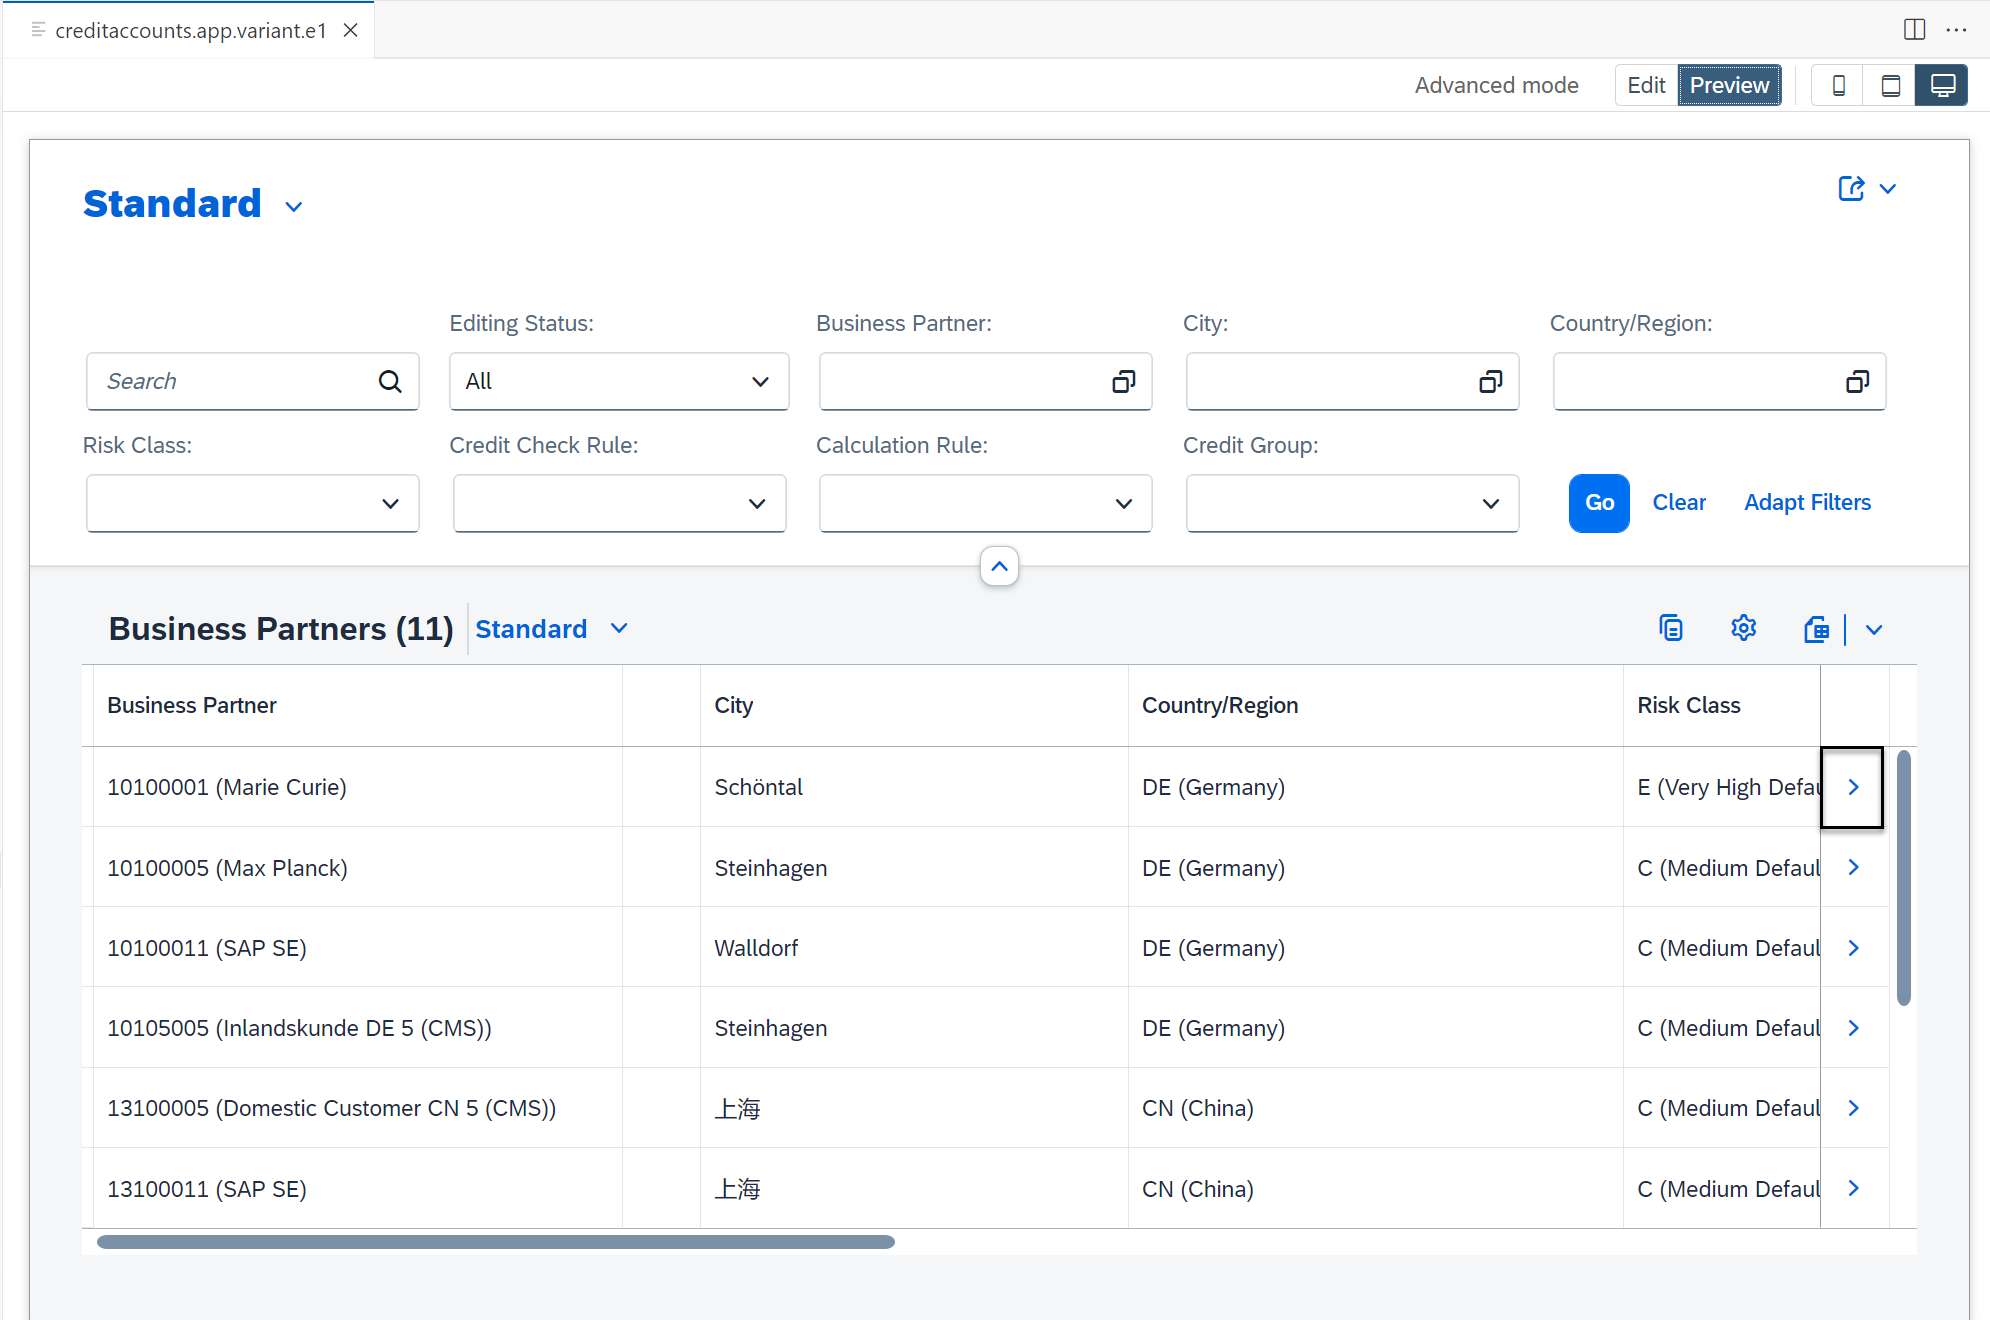 creditaccounts.app.variant.e1
Advanced mode Edit Preview
Standard
Editing Status: Business Partner: City: Country/Region:
Search All
Risk Class: Credit Check Rule: Calculation Rule: Credit Group:
Go Clear Adapt Filters
Business Partners (11) Standard
Business Partner City Country/Region Risk Class
10100001 (Marie Curie) Schöntal DE (Germany) E (Very High Defau
10100005 (Max Planck) Steinhagen DE (Germany) C (Medium Defaul
10100011 (SAP SE) Walldorf DE (Germany) C (Medium Defaul
10105005 (Inlandskunde DE 5 (CMS)) Steinhagen DE (Germany) C (Medium Defaul
13100005 (Domestic Customer CN 5 (CMS)) 上海 CN (China) C (Medium Defaul
13100011 (SAP SE) 上海 CN (China) C (Medium Defaul